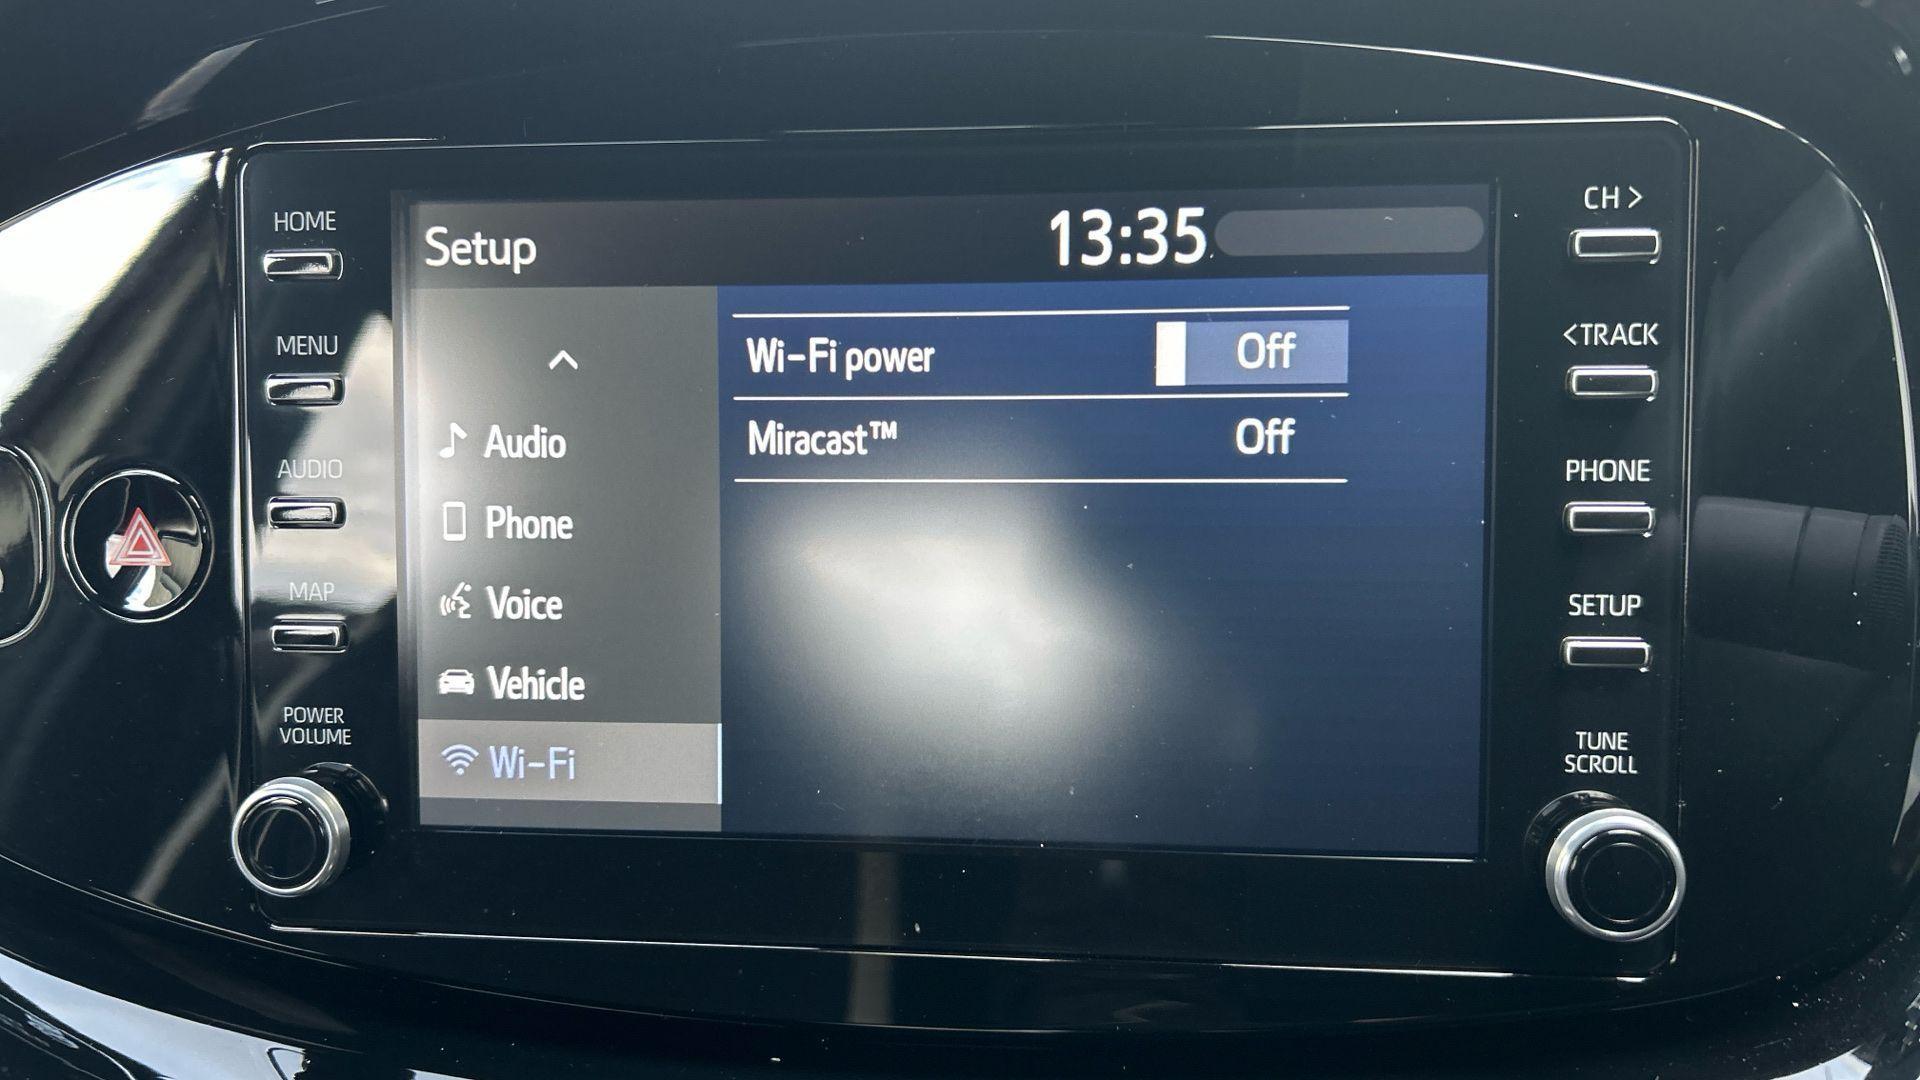 HOME
MENU
AUDIO
MAP
POWER
VOLUME
Setup
13:35
Audio
Phone
Voice
Vehicle
Wi-Fi
Wi-Fi power Off
Miracast™ Off
CH >
<TRACK
PHONE
SETUP
TUNE
SCROLL